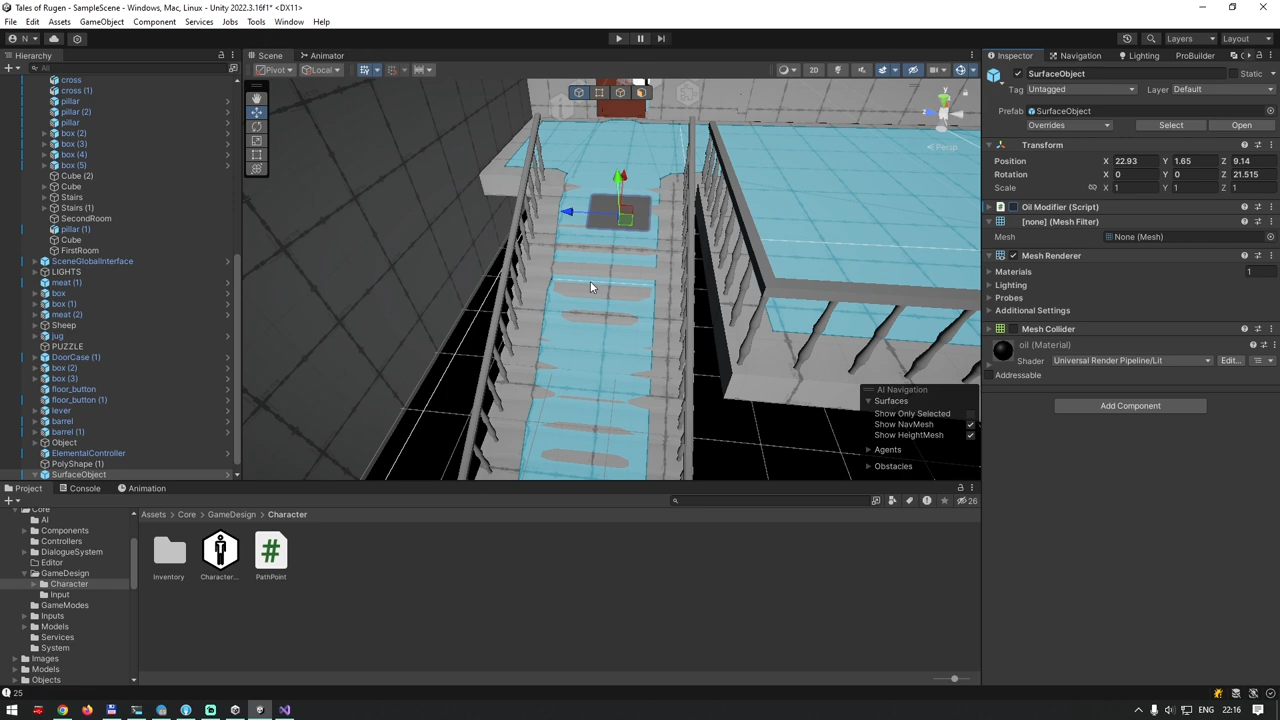 Tales of Rugen - SampleScene - Windows, Mac, Linux - Unity 2022.3.16f1* <DX11>
File Edit Assets GameObject Component Services Jobs Tools Window Help
N Layers Layout
Hierarchy
All
cross
cross (1)
pillar
pillar (2)
pillar
box (2)
box (3)
box (4)
box (5)
Cube (2)
Cube
Stairs
Stairs (1)
SecondRoom
pillar (1)
Cube
FirstRoom
SceneGlobalInterface
LIGHTS
meat (1)
box
box (1)
meat (2)
Sheep
jug
PUZZLE
DoorCase (1)
box (2)
box (3)
floor_button
floor_button (1)
lever
barrel
barrel (1)
Object
ElementalController
PolyShape (1)
SurfaceObject
Scene Animator
Pivot Local 2D
y
z
Persp
AI Navigation
Surfaces
Show Only Selected
Show NavMesh
Show HeightMesh
Agents
Obstacles
Inspector Navigation Lighting ProBuilder
SurfaceObject Static
Tag Untagged Layer Default
Prefab SurfaceObject
Overrides Select Open
Transform
Position X 22.93 Y 1.65 Z 9.14
Rotation X 0 Y 0 Z 21.515
Scale X 1 Y 1 Z 1
Oil Modifier (Script)
[none] (Mesh Filter)
Mesh None (Mesh)
Mesh Renderer
Materials 1
Lighting
Probes
Additional Settings
Mesh Collider
oil (Material)
Shader Universal Render Pipeline/Lit Edit...
Addressable
Add Component
Project Console Animation
26
Core
AI
Components
Controllers
DialogueSystem
Editor
GameDesign
Character
Input
GameModes
Inputs
Models
Services
System
Images
Models
Objects
Assets Core GameDesign Character
Inventory Character... PathPoint
25
ENG 22:16